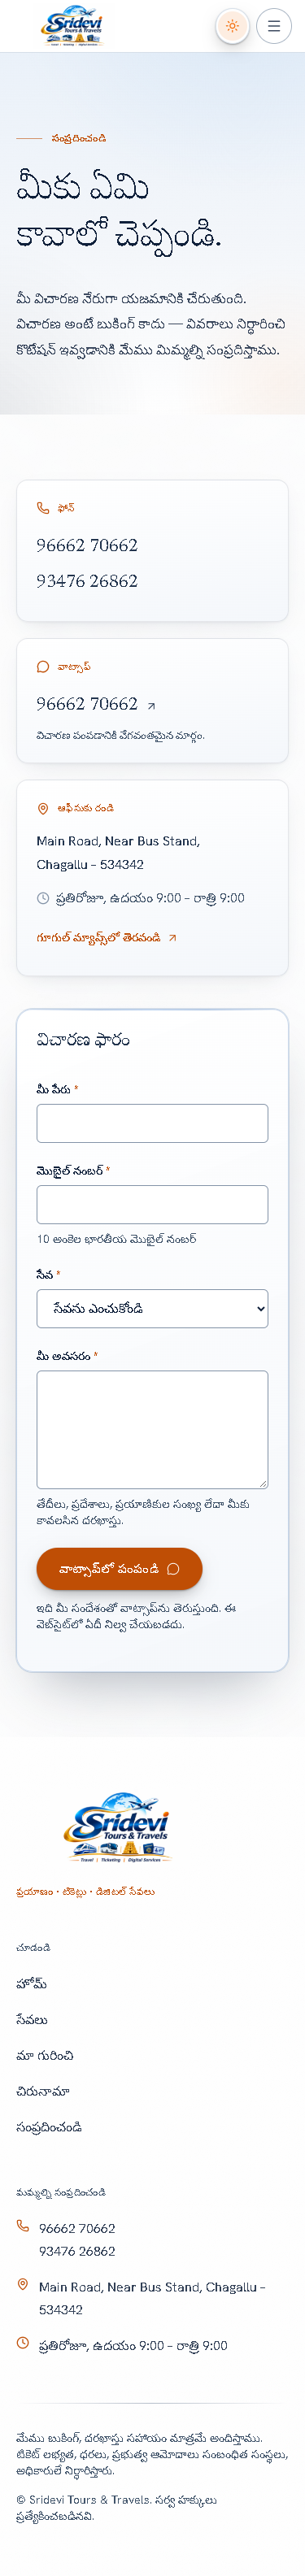 Sridevi
Tours & Travels
సంప్రదించండి
మీకు ఏమి
కావాలో చెప్పండి.
మీ విచారణ నేరుగా యజమానికి చేరుతుంది.
విచారణ అంటే బుకింగ్ కాదు — వివరాలు నిర్ధారించి
కొటేషన్ ఇవ్వడానికి మేము మిమ్మల్ని సంప్రదిస్తాము.
ఫోన్
96662 70662
93476 26862
వాట్సాప్
96662 70662
విచారణ పంపడానికి వేగవంతమైన మార్గం.
ఆఫీసుకు రండి
Main Road, Near Bus Stand,
Chagallu – 534342
ప్రతిరోజూ, ఉదయం 9:00 – రాత్రి 9:00
గూగుల్ మ్యాప్స్‌లో తెరవండి
విచారణ ఫారం
మీ పేరు *
మొబైల్ నంబర్ *
10 అంకెల భారతీయ మొబైల్ నంబర్
సేవ *
సేవను ఎంచుకోండి
మీ అవసరం *
తేదీలు, ప్రదేశాలు, ప్రయాణికుల సంఖ్య లేదా మీకు
కావలసిన దరఖాస్తు.
వాట్సాప్‌లో పంపండి
ఇది మీ సందేశంతో వాట్సాప్‌ను తెరుస్తుంది. ఈ
వెబ్‌సైట్‌లో ఏదీ నిల్వ చేయబడదు.
Sridevi
Tours & Travels
Travel | Ticketing | Digital Services
ప్రయాణం • టికెట్లు • డిజిటల్ సేవలు
చూడండి
హోమ్
సేవలు
మా గురించి
చిరునామా
సంప్రదించండి
మమ్మల్ని సంప్రదించండి
96662 70662
93476 26862
Main Road, Near Bus Stand, Chagallu –
534342
ప్రతిరోజూ, ఉదయం 9:00 – రాత్రి 9:00
మేము బుకింగ్, దరఖాస్తు సహాయం మాత్రమే అందిస్తాము.
టికెట్ లభ్యత, ధరలు, ప్రభుత్వ ఆమోదాలు సంబంధిత సంస్థలు,
అధికారులే నిర్ధారిస్తారు.
© Sridevi Tours & Travels. సర్వ హక్కులు
ప్రత్యేకించబడినవి.